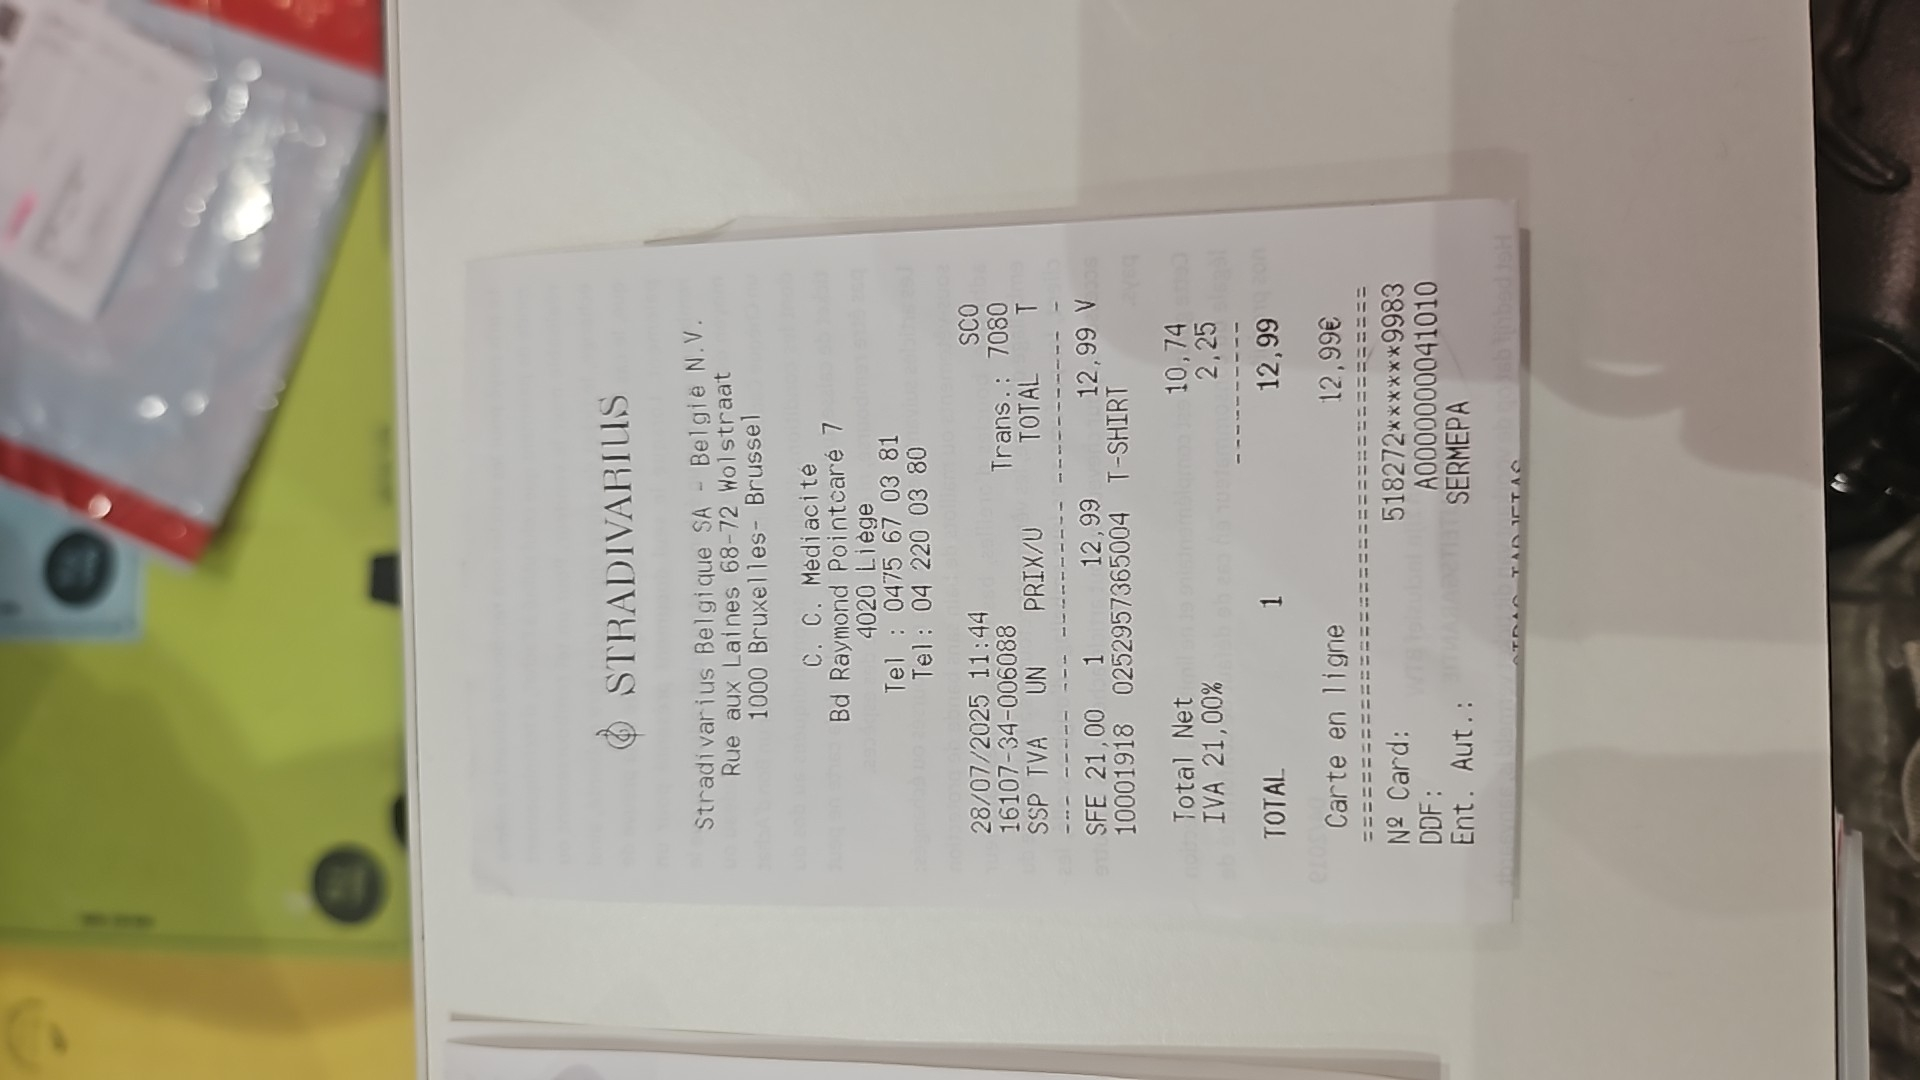 STRADIVARIUS
Stradivarius Belgique SA - België N.V.
Rue aux Laines 68-72 Wolstraat
1000 Bruxelles- Brussel
C. C. Mediacité
Bd Raymond Pointcaré 7
4020 Liège
Tel : 0475 67 03 81
Tel: 04 220 03 80
SCO
28/07/2025 11:44
16107-34-006088 Trans.: 7080
SSP TVA UN PRIX/U TOTAL T
SFE 21,00 1 12,99 12,99 V
10001918 0252957365004 T-SHIRT
Total Net 10,74
IVA 21,00% 2,25
TOTAL 1 12,99
Carte en ligne 12,99€
Nº Card: 518272*******9983
DDF: A0000000041010
Ent. Aut.: SERMEPA